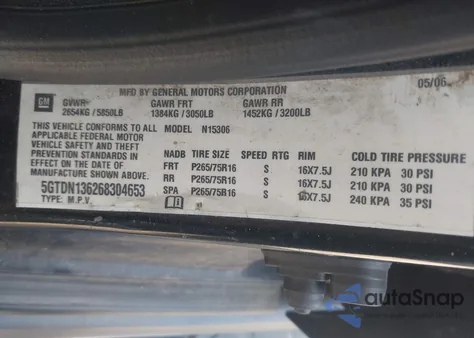 05/06
MFD BY GENERAL MOTORS CORPORATION
GM GVWR GAWR FRT GAWR RR
2654KG / 5850LB 1384KG / 3050LB 1452KG / 3200LB
THIS VEHICLE CONFORMS TO ALL MODEL N15306
APPLICABLE FEDERAL MOTOR
VEHICLE SAFETY AND THEFT NADB TIRE SIZE SPEED RTG RIM COLD TIRE PRESSURE
PREVENTION STANDARDS IN FRT P265/75R16 S 16X7.5J 210 KPA 30 PSI
EFFECT ON THE DATE OF RR P265/75R16 S 16X7.5J 210 KPA 30 PSI
MANUFACTURE SHOWN ABOVE. SPA P265/75R16 S 16X7.5J 240 KPA 35 PSI
5GTDN136268304653
TYPE: M.P.V.
autoSnap